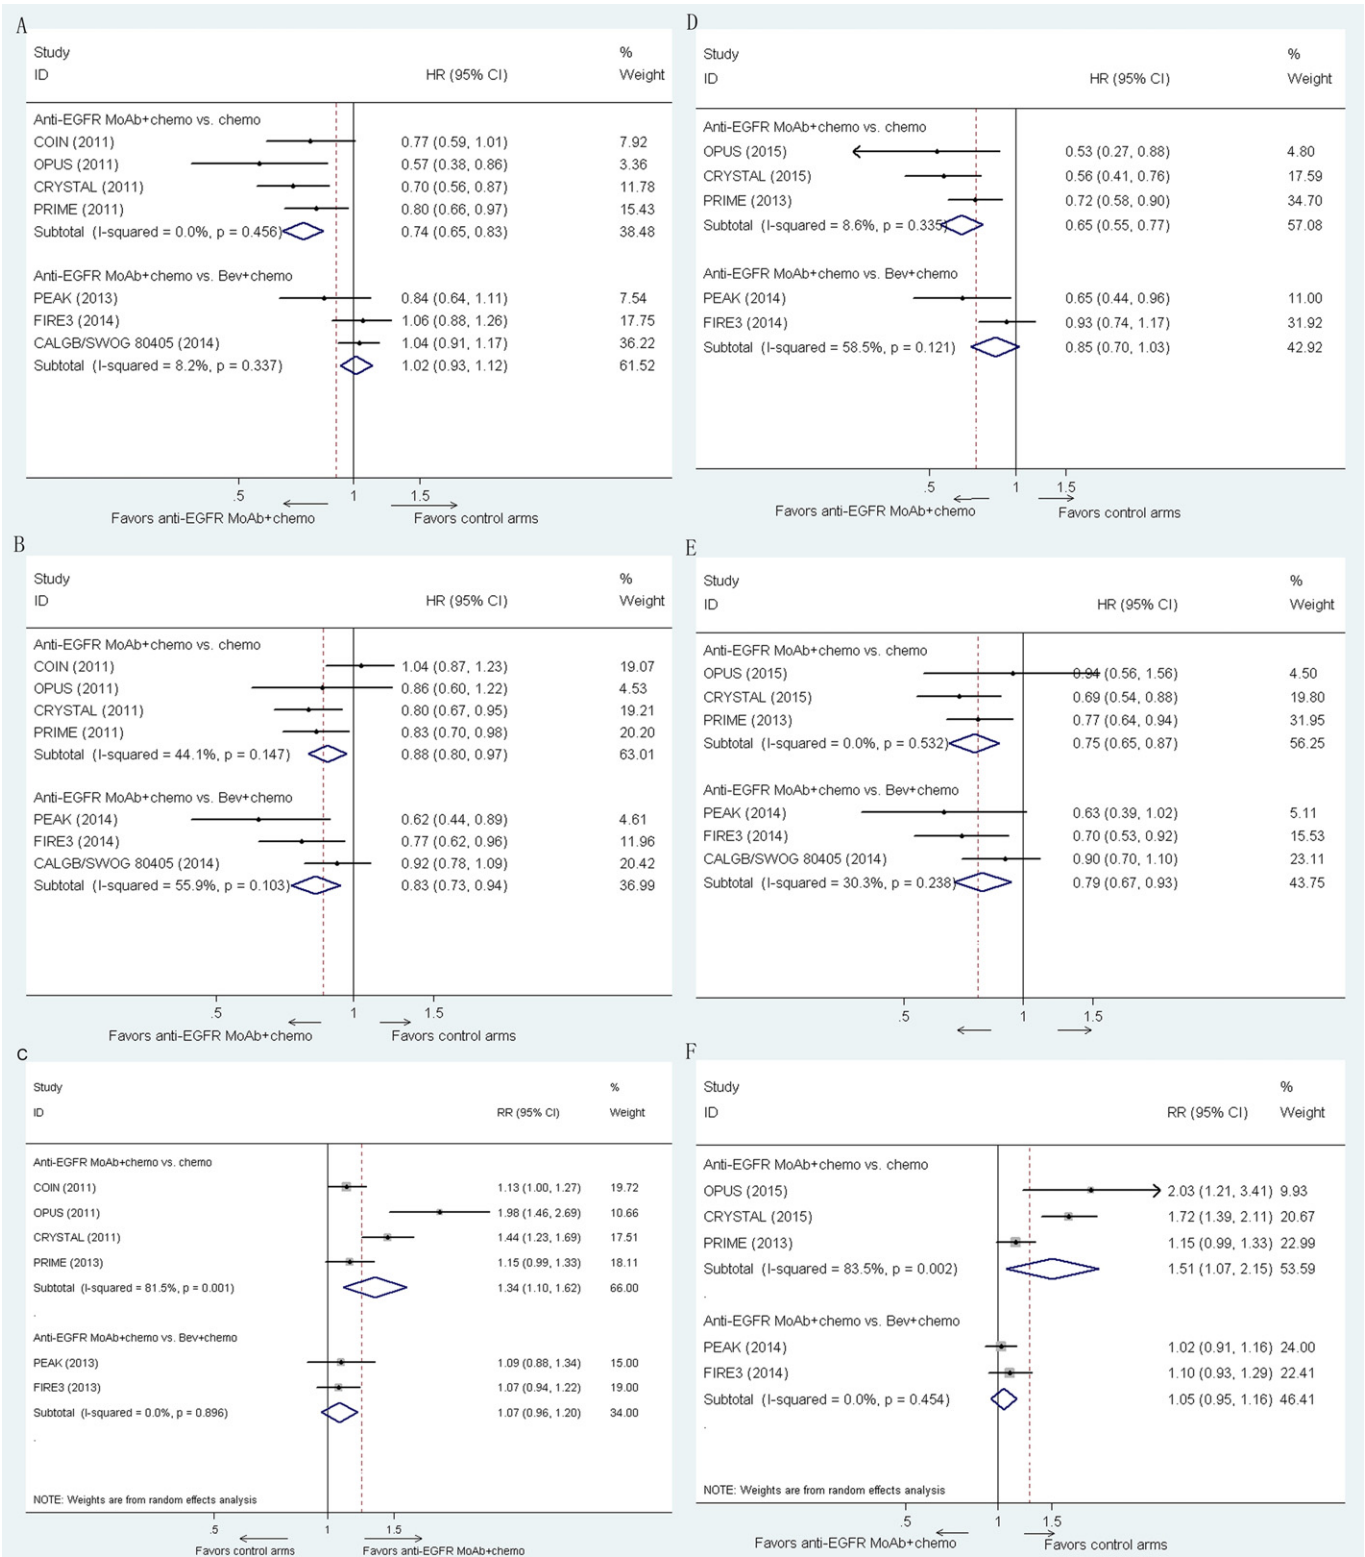 A
Study %
ID HR (95% CI) Weight
Anti-EGFR MoAb+chemo vs. chemo
COIN (2011) 0.77 (0.59, 1.01) 7.92
OPUS (2011) 0.57 (0.38, 0.86) 3.36
CRYSTAL (2011) 0.70 (0.56, 0.87) 11.78
PRIME (2011) 0.80 (0.66, 0.97) 15.43
Subtotal (I-squared = 0.0%, p = 0.456) 0.74 (0.65, 0.83) 38.48
Anti-EGFR MoAb+chemo vs. Bev+chemo
PEAK (2013) 0.84 (0.64, 1.11) 7.54
FIRE3 (2014) 1.06 (0.88, 1.26) 17.75
CALGB/SWOG 80405 (2014) 1.04 (0.91, 1.17) 36.22
Subtotal (I-squared = 8.2%, p = 0.337) 1.02 (0.93, 1.12) 61.52
.5 1 1.5
Favors anti-EGFR MoAb+chemo Favors control arms
B
Study %
ID HR (95% CI) Weight
Anti-EGFR MoAb+chemo vs. chemo
COIN (2011) 1.04 (0.87, 1.23) 19.07
OPUS (2011) 0.86 (0.60, 1.22) 4.53
CRYSTAL (2011) 0.80 (0.67, 0.95) 19.21
PRIME (2011) 0.83 (0.70, 0.98) 20.20
Subtotal (I-squared = 44.1%, p = 0.147) 0.88 (0.80, 0.97) 63.01
Anti-EGFR MoAb+chemo vs. Bev+chemo
PEAK (2014) 0.62 (0.44, 0.89) 4.61
FIRE3 (2014) 0.77 (0.62, 0.96) 11.96
CALGB/SWOG 80405 (2014) 0.92 (0.78, 1.09) 20.42
Subtotal (I-squared = 55.9%, p = 0.103) 0.83 (0.73, 0.94) 36.99
.5 1 1.5
Favors anti-EGFR MoAb+chemo Favors control arms
C
Study %
ID RR (95% CI) Weight
Anti-EGFR MoAb+chemo vs. chemo
COIN (2011) 1.13 (1.00, 1.27) 19.72
OPUS (2011) 1.98 (1.46, 2.69) 10.66
CRYSTAL (2011) 1.44 (1.23, 1.69) 17.51
PRIME (2013) 1.15 (0.99, 1.33) 18.11
Subtotal (I-squared = 81.5%, p = 0.001) 1.34 (1.10, 1.62) 66.00
.
Anti-EGFR MoAb+chemo vs. Bev+chemo
PEAK (2013) 1.09 (0.88, 1.34) 15.00
FIRE3 (2013) 1.07 (0.94, 1.22) 19.00
Subtotal (I-squared = 0.0%, p = 0.896) 1.07 (0.96, 1.20) 34.00
.
NOTE: Weights are from random effects analysis
.5 1 1.5
Favors control arms Favors anti-EGFR MoAb+chemo
D
Study %
ID HR (95% CI) Weight
Anti-EGFR MoAb+chemo vs. chemo
OPUS (2015) 0.53 (0.27, 0.88) 4.80
CRYSTAL (2015) 0.56 (0.41, 0.76) 17.59
PRIME (2013) 0.72 (0.58, 0.90) 34.70
Subtotal (I-squared = 8.6%, p = 0.335) 0.65 (0.55, 0.77) 57.08
Anti-EGFR MoAb+chemo vs. Bev+chemo
PEAK (2014) 0.65 (0.44, 0.96) 11.00
FIRE3 (2014) 0.93 (0.74, 1.17) 31.92
Subtotal (I-squared = 58.5%, p = 0.121) 0.85 (0.70, 1.03) 42.92
.5 1 1.5
Favors anti-EGFR MoAb+chemo Favors control arms
E
Study %
ID HR (95% CI) Weight
Anti-EGFR MoAb+chemo vs. chemo
OPUS (2015) 0.94 (0.56, 1.56) 4.50
CRYSTAL (2015) 0.69 (0.54, 0.88) 19.80
PRIME (2013) 0.77 (0.64, 0.94) 31.95
Subtotal (I-squared = 0.0%, p = 0.532) 0.75 (0.65, 0.87) 56.25
Anti-EGFR MoAb+chemo vs. Bev+chemo
PEAK (2014) 0.63 (0.39, 1.02) 5.11
FIRE3 (2014) 0.70 (0.53, 0.92) 15.53
CALGB/SWOG 80405 (2014) 0.90 (0.70, 1.10) 23.11
Subtotal (I-squared = 30.3%, p = 0.238) 0.79 (0.67, 0.93) 43.75
.5 1 1.5
F
Study %
ID RR (95% CI) Weight
Anti-EGFR MoAb+chemo vs. chemo
OPUS (2015) 2.03 (1.21, 3.41) 9.93
CRYSTAL (2015) 1.72 (1.39, 2.11) 20.67
PRIME (2013) 1.15 (0.99, 1.33) 22.99
Subtotal (I-squared = 83.5%, p = 0.002) 1.51 (1.07, 2.15) 53.59
.
Anti-EGFR MoAb+chemo vs. Bev+chemo
PEAK (2014) 1.02 (0.91, 1.16) 24.00
FIRE3 (2014) 1.10 (0.93, 1.29) 22.41
Subtotal (I-squared = 0.0%, p = 0.454) 1.05 (0.95, 1.16) 46.41
.
NOTE: Weights are from random effects analysis
.5 1 1.5
Favors anti-EGFR MoAb+chemo Favors control arms